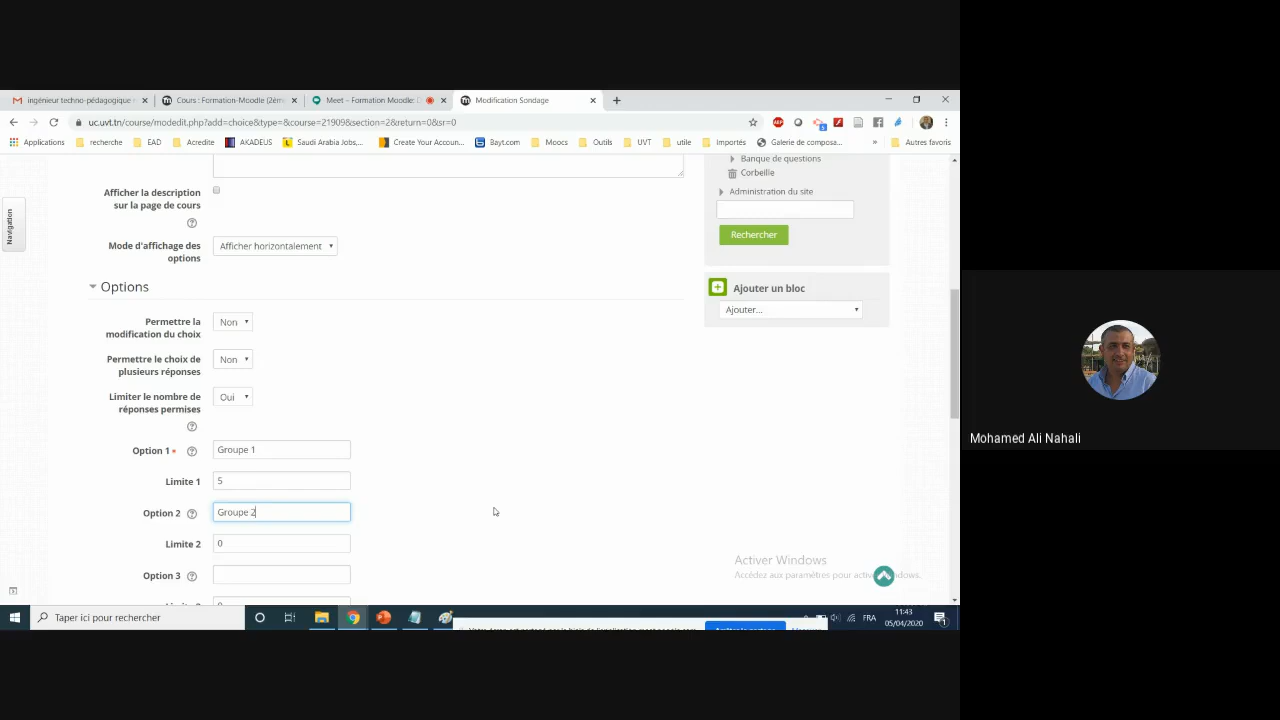 ingénieur techno-pédagogique
Cours : Formation-Moodle (2èm
Meet – Formation Moodle:
Modification Sondage
uc.uvt.tn/course/modedit.php?add=choice&type=&course=21909&section=2&return=0&sr=0
Applications
recherche
EAD
Acredite
AKADEUS
Saudi Arabia Jobs,...
Create Your Accoun...
Bayt.com
Moocs
Outils
UVT
utile
Importés
Galerie de composa...
»
Autres favoris
Navigation
Banque de questions
Corbeille
Afficher la description
sur la page de cours
Administration du site
Rechercher
Mode d'affichage des
options
Afficher horizontalement
Options
Ajouter un bloc
Ajouter...
Permettre la
modification du choix
Non
Permettre le choix de
plusieurs réponses
Non
Limiter le nombre de
réponses permises
Oui
Option 1
Groupe 1
Limite 1
5
Option 2
Groupe 2
Limite 2
0
Option 3
Activer Windows
Accédez aux paramètres pour activer Windows.
Mohamed Ali Nahali
Taper ici pour rechercher
FRA
11:43
05/04/2020